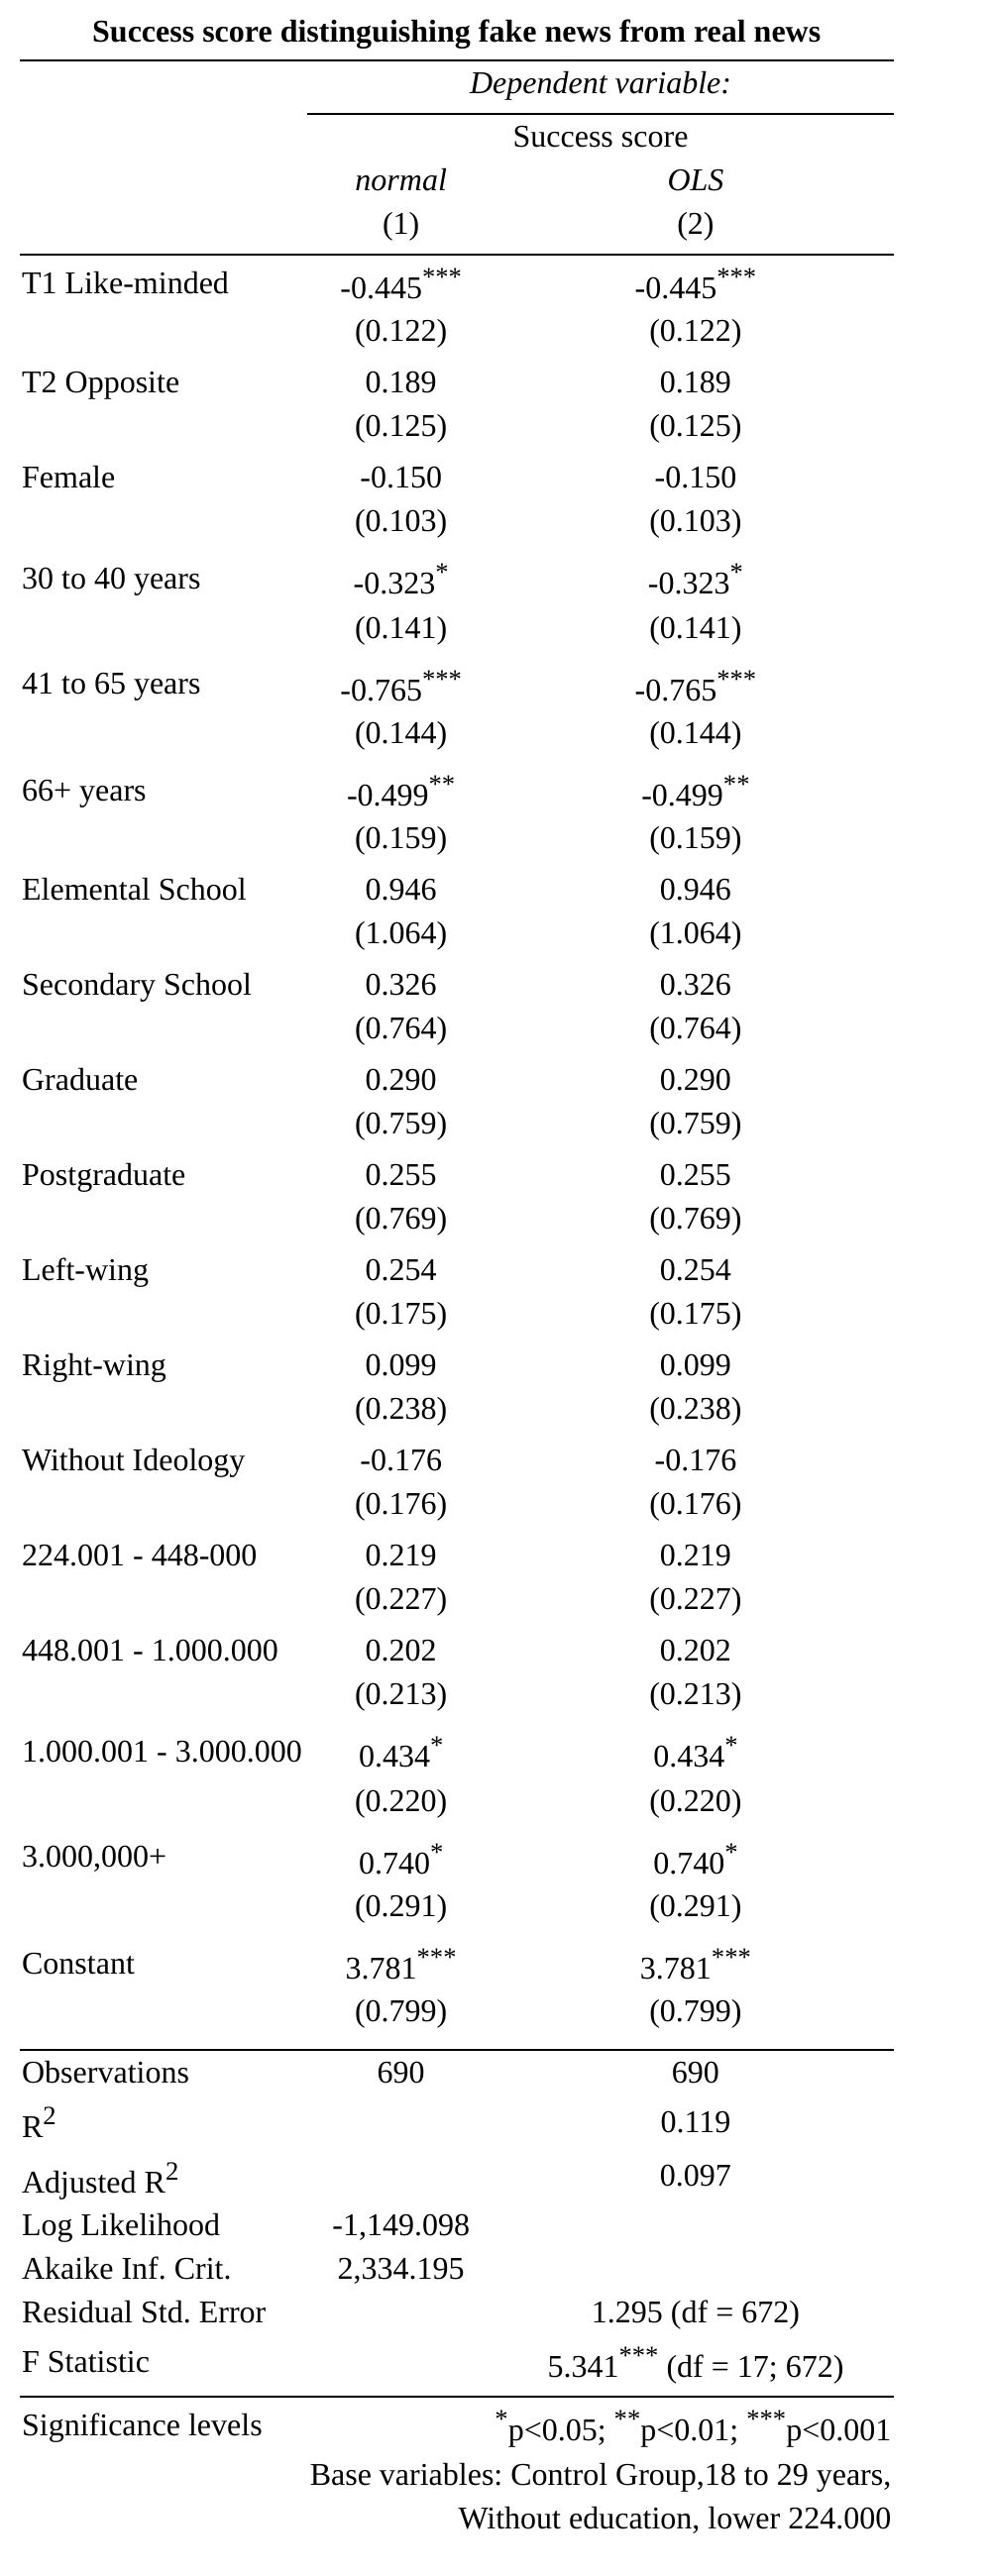 Success score distinguishing fake news from real news
Dependent variable:
Success score
normal OLS
(1) (2)
T1 Like-minded -0.445*** -0.445***
(0.122) (0.122)
T2 Opposite 0.189 0.189
(0.125) (0.125)
Female -0.150 -0.150
(0.103) (0.103)
30 to 40 years -0.323* -0.323*
(0.141) (0.141)
41 to 65 years -0.765*** -0.765***
(0.144) (0.144)
66+ years -0.499** -0.499**
(0.159) (0.159)
Elemental School 0.946 0.946
(1.064) (1.064)
Secondary School 0.326 0.326
(0.764) (0.764)
Graduate 0.290 0.290
(0.759) (0.759)
Postgraduate 0.255 0.255
(0.769) (0.769)
Left-wing 0.254 0.254
(0.175) (0.175)
Right-wing 0.099 0.099
(0.238) (0.238)
Without Ideology -0.176 -0.176
(0.176) (0.176)
224.001 - 448-000 0.219 0.219
(0.227) (0.227)
448.001 - 1.000.000 0.202 0.202
(0.213) (0.213)
1.000.001 - 3.000.000 0.434* 0.434*
(0.220) (0.220)
3.000,000+ 0.740* 0.740*
(0.291) (0.291)
Constant 3.781*** 3.781***
(0.799) (0.799)
Observations 690 690
R2 0.119
Adjusted R2 0.097
Log Likelihood -1,149.098
Akaike Inf. Crit. 2,334.195
Residual Std. Error 1.295 (df = 672)
F Statistic 5.341*** (df = 17; 672)
Significance levels *p<0.05; **p<0.01; ***p<0.001
Base variables: Control Group,18 to 29 years,
Without education, lower 224.000